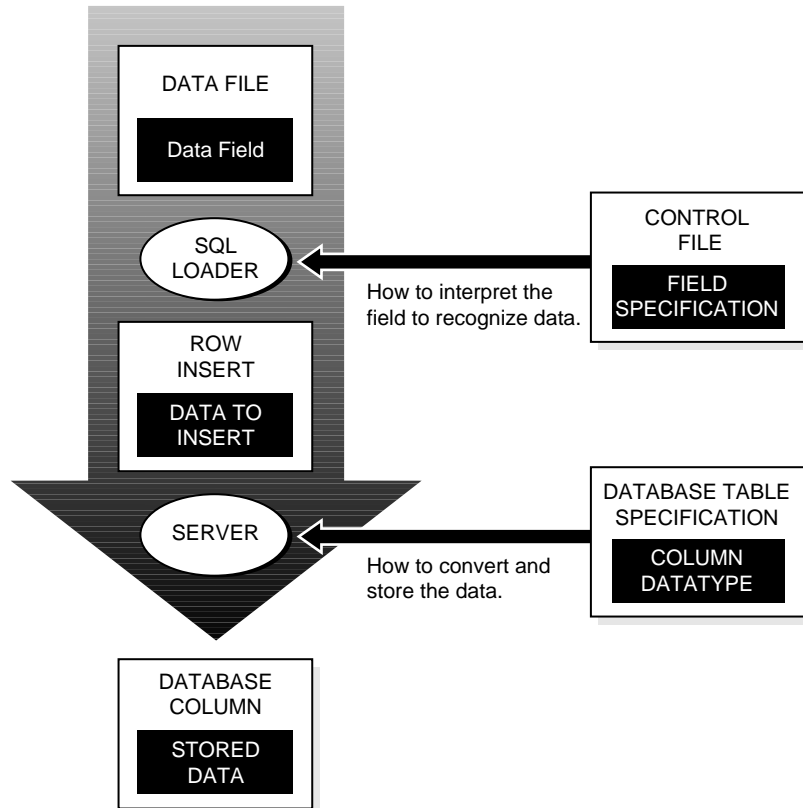 DATA FILE
Data Field
SQL
LOADER
CONTROL
FILE
FIELD
SPECIFICATION
How to interpret the
field to recognize data.
ROW
INSERT
DATA TO
INSERT
SERVER
DATABASE TABLE
SPECIFICATION
COLUMN
DATATYPE
How to convert and
store the data.
DATABASE
COLUMN
STORED
DATA